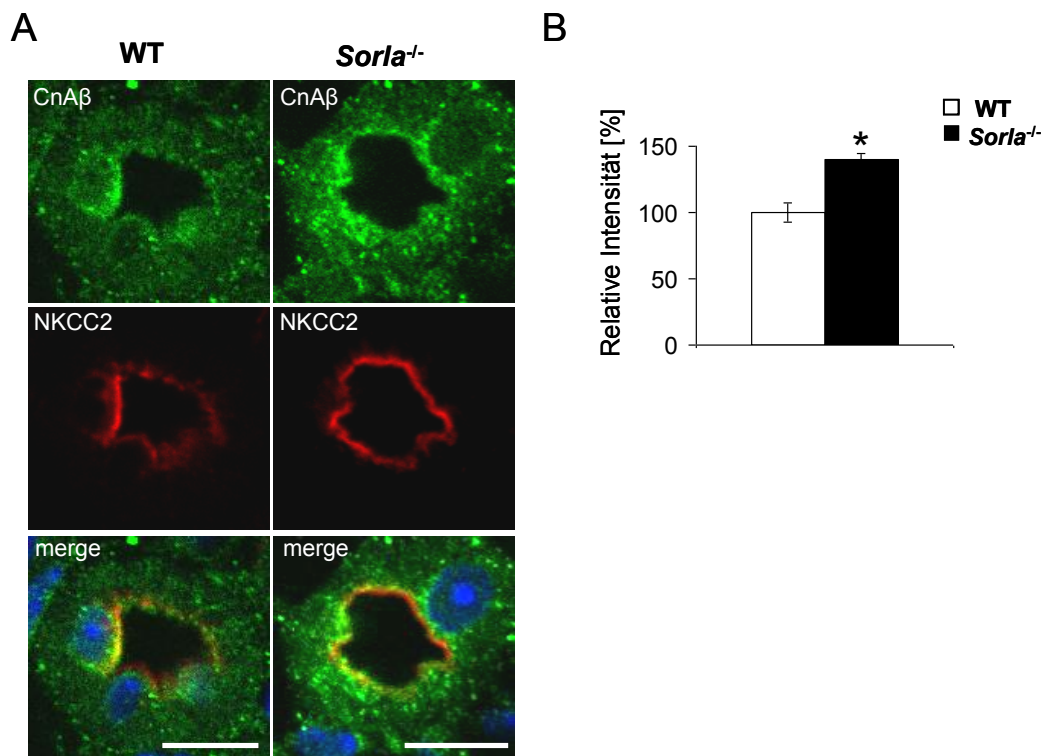 A
WT
Sorla-/-
CnAβ
CnAβ
NKCC2
NKCC2
merge
merge
B
WT
Sorla-/-
Relative Intensität [%]
150
100
50
0
*